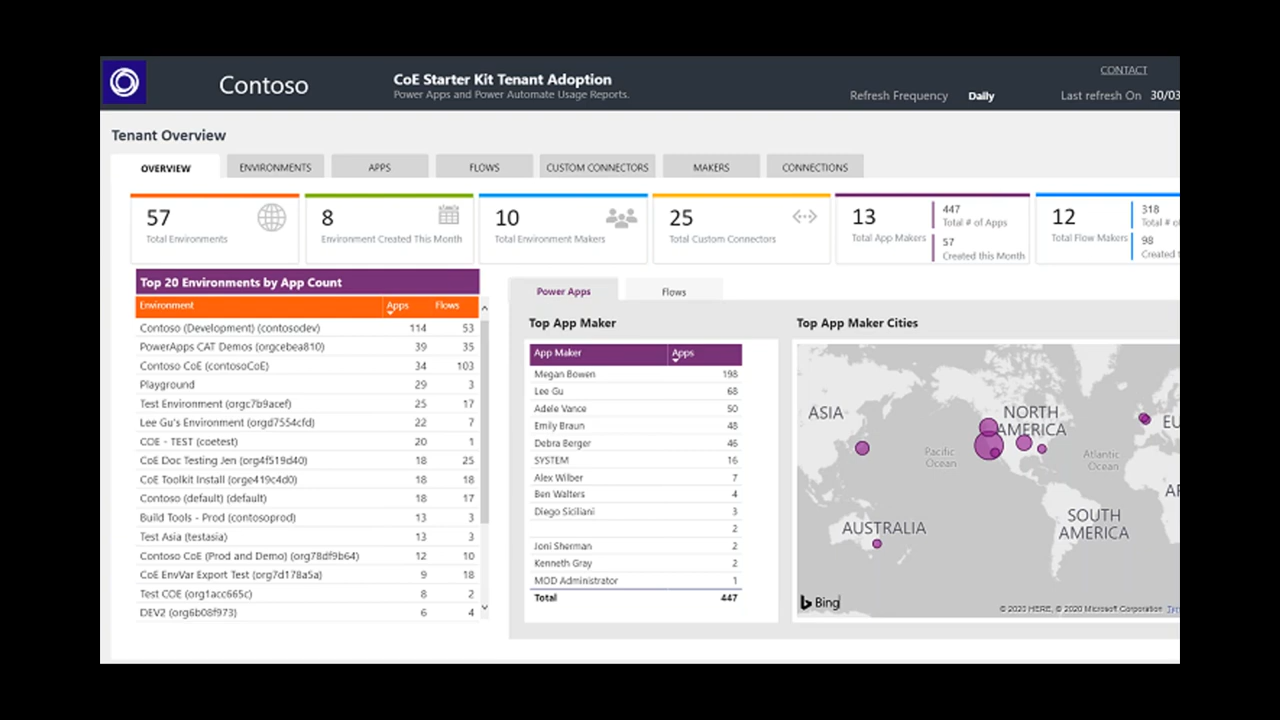 Contoso
CoE Starter Kit Tenant Adoption
Power Apps and Power Automate Usage Reports.
CONTACT
Refresh Frequency Daily Last refresh On 30/03
Tenant Overview
OVERVIEW ENVIRONMENTS APPS FLOWS CUSTOM CONNECTORS MAKERS CONNECTIONS
57
Total Environments
8
Environment Created This Month
10
Total Environment Makers
25
Total Custom Connectors
13
Total App Makers
447
Total # of Apps
57
Created this Month
12
Total Flow Makers
318
Total # o
98
Created
Top 20 Environments by App Count
Environment Apps Flows
Contoso (Development) (contosodev) 114 53
PowerApps CAT Demos (orgcebea810) 39 35
Contoso CoE (contosoCoE) 34 103
Playground 29 3
Test Environment (orgc7b9acef) 25 17
Lee Gu's Environment (orgd7554cfd) 22 7
COE - TEST (coetest) 20 1
CoE Doc Testing Jen (org4f519d40) 18 25
CoE Toolkit Install (orge419c4d0) 18 18
Contoso (default) (default) 18 17
Build Tools - Prod (contosoprod) 13 3
Test Asia (testasia) 13 3
Contoso CoE (Prod and Demo) (org78df9b64) 12 10
CoE EnvVar Export Test (org7d178a5a) 9 18
Test COE (org1acc665c) 8 2
DEV2 (org6b08f973) 6 4
Power Apps Flows
Top App Maker
App Maker Apps
Megan Bowen 198
Lee Gu 68
Adele Vance 50
Emily Braun 48
Debra Berger 46
SYSTEM 16
Alex Wilber 7
Ben Walters 4
Diego Siciliani 3
2
Joni Sherman 2
Kenneth Gray 2
MOD Administrator 1
Total 447
Top App Maker Cities
ASIA
NORTH
AMERICA
EU
Pacific
Ocean
Atlantic
Ocean
AF
AUSTRALIA
SOUTH
AMERICA
Bing
© 2020 HERE, © 2020 Microsoft Corporation